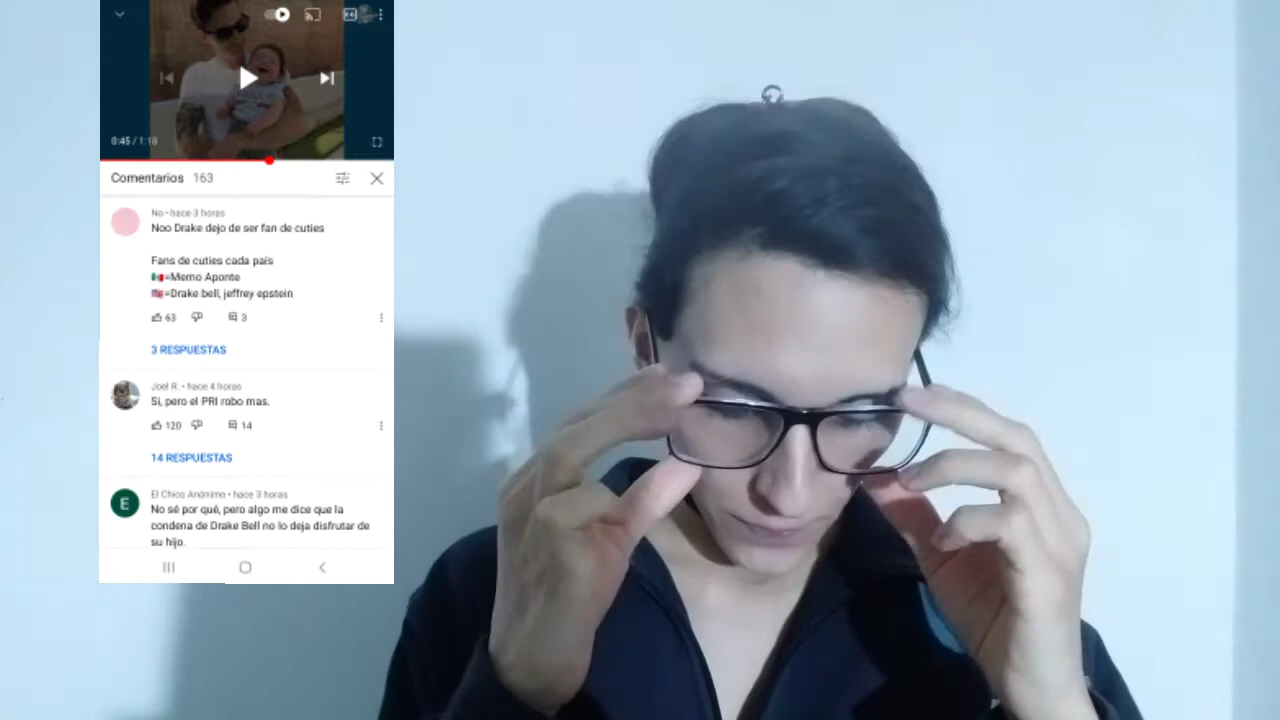 0:45 / 1:18
Comentarios 163
No • hace 3 horas
Noo Drake dejo de ser fan de cuties
Fans de cuties cada país
🇲🇽=Memo Aponte
🇺🇸=Drake bell, jeffrey epstein
63
3
3 RESPUESTAS
Joel R. • hace 4 horas
Si, pero el PRI robo mas.
120
14
14 RESPUESTAS
E
El Chico Anónimo • hace 3 horas
No sé por qué, pero algo me dice que la
condena de Drake Bell no lo deja disfrutar de
su hijo.